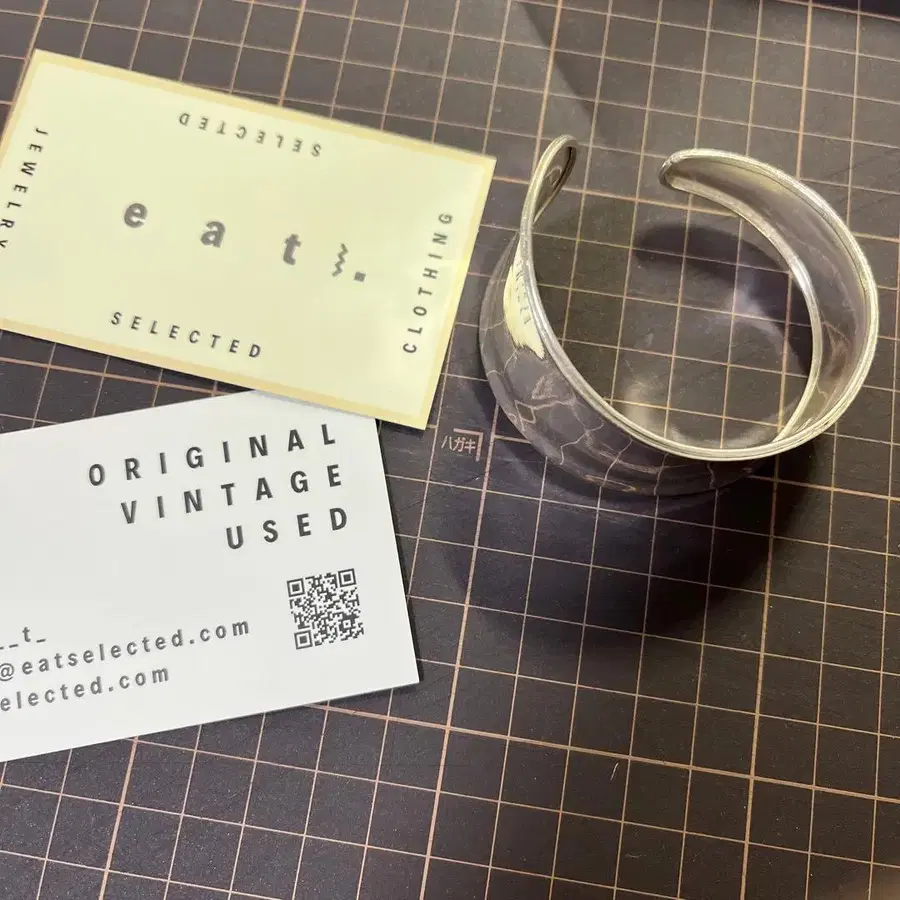 SELECTED
JEWELRY
e a t .
CLOTHING
SELECTED
ORIGINAL
VINTAGE
USED
_t_
@eatselected.com
elected.com
ハガキ